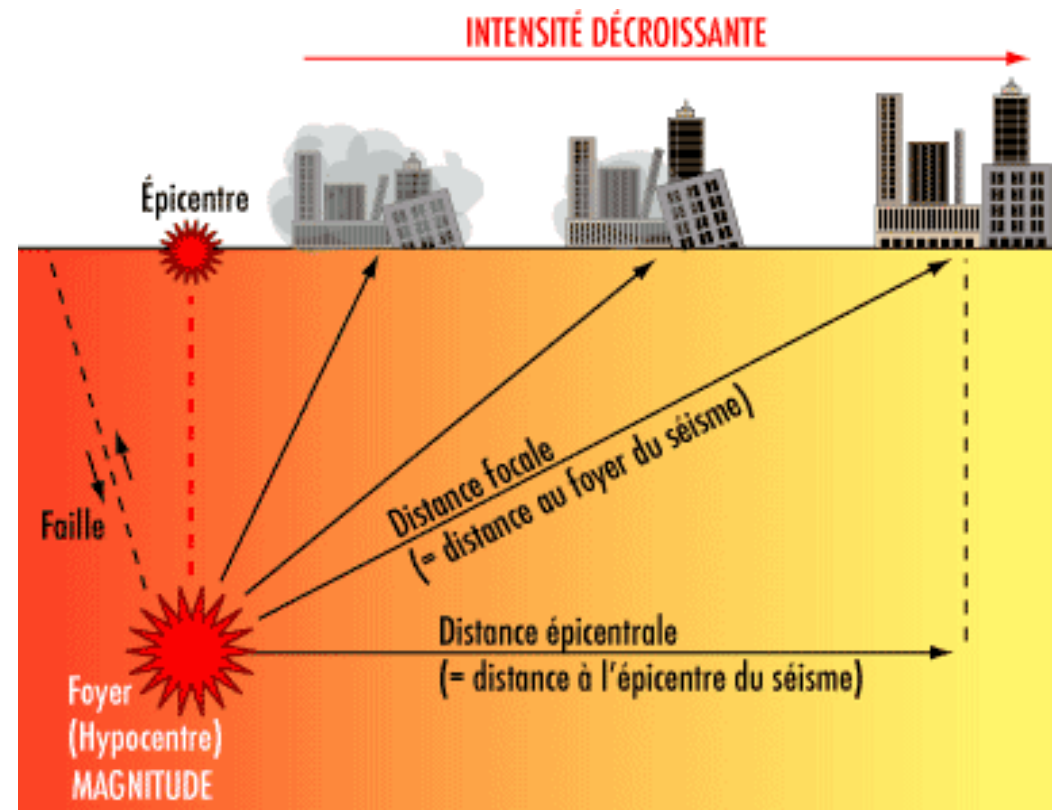 INTENSITÉ DÉCROISSANTE
Épicentre
Faille
Distance focale
(= distance au foyer du séisme)
Distance épicentrale
(= distance à l'épicentre du séisme)
Foyer
(Hypocentre)
MAGNITUDE